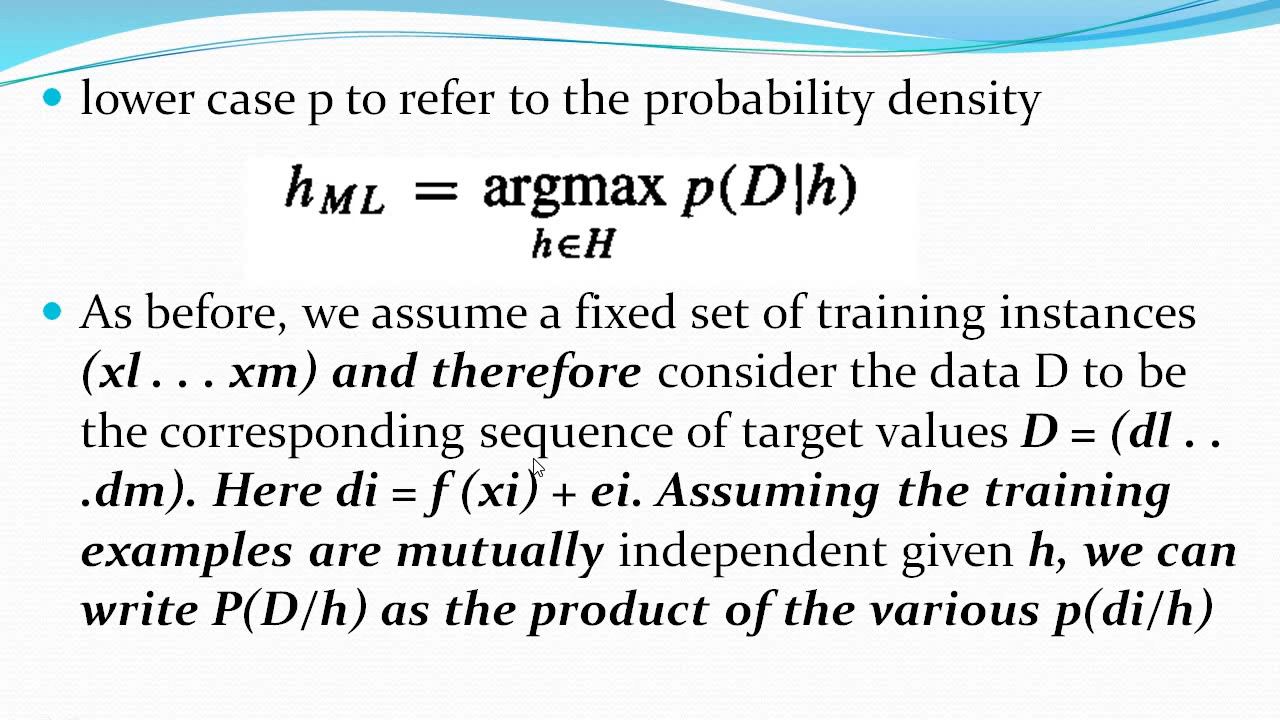 • lower case p to refer to the probability density
h_ML = argmax p(D|h)
h∈H
• As before, we assume a fixed set of training instances
(xl . . . xm) and therefore consider the data D to be
the corresponding sequence of target values D = (dl . .
.dm). Here di = f (xi) + ei. Assuming the training
examples are mutually independent given h, we can
write P(D/h) as the product of the various p(di/h)